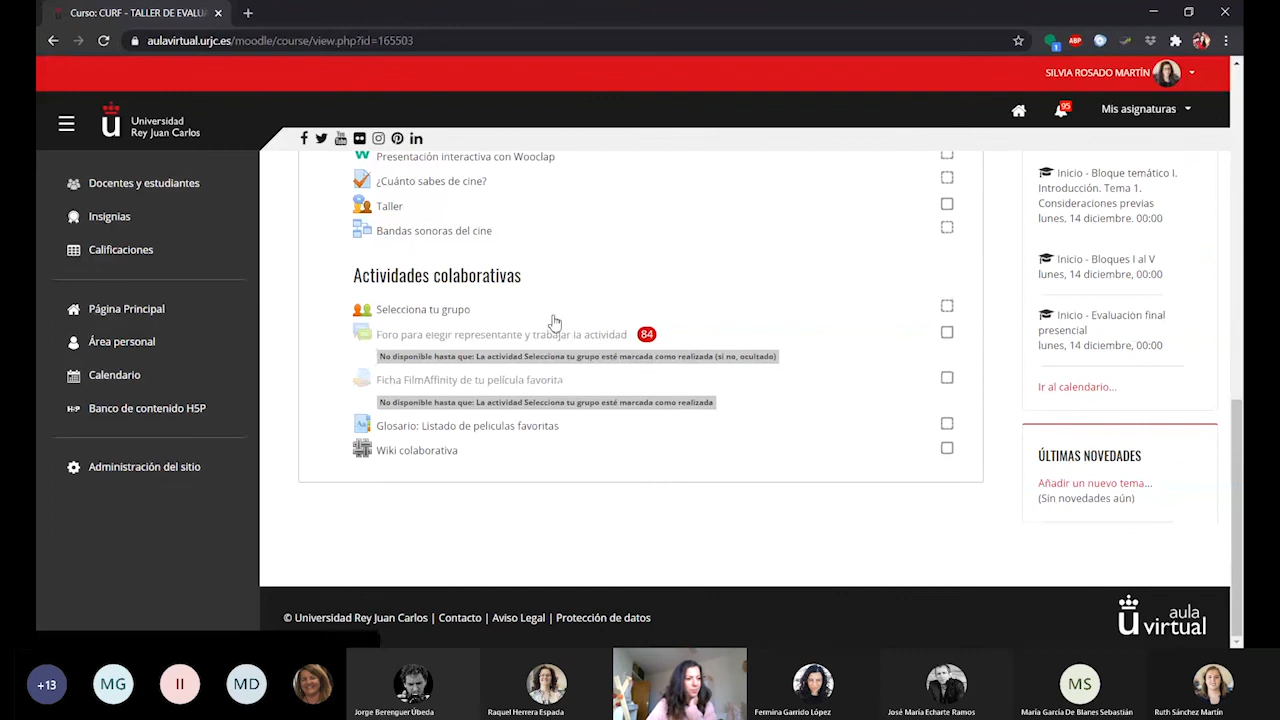 Curso: CURF - TALLER DE EVALUA
aulavirtual.urjc.es/moodle/course/view.php?id=165503
1
ABP
SILVIA ROSADO MARTÍN
ü Universidad
Rey Juan Carlos
95
Mis asignaturas
You Tube
Docentes y estudiantes
Insignias
Calificaciones
Página Principal
Área personal
Calendario
H-P Banco de contenido H5P
Administración del sitio
Presentación interactiva con Wooclap
¿Cuánto sabes de cine?
Taller
Bandas sonoras del cine
Actividades colaborativas
Selecciona tu grupo
Foro para elegir representante y trabajar la actividad 84
No disponible hasta que: La actividad Selecciona tu grupo esté marcada como realizada (si no, ocultado)
Ficha FilmAffinity de tu película favorita
No disponible hasta que: La actividad Selecciona tu grupo esté marcada como realizada
Aa Glosario: Listado de peliculas favoritas
Wiki colaborativa
Inicio - Bloque temático I.
Introducción. Tema 1.
Consideraciones previas
lunes, 14 diciembre. 00:00
Inicio - Bloques I al V
lunes, 14 diciembre, 00:00
Inicio - Evaluación final
presencial
lunes, 14 diciembre, 00:00
Ir al calendario...
ÚLTIMAS NOVEDADES
Añadir un nuevo tema...
(Sin novedades aún)
© Universidad Rey Juan Carlos | Contacto | Aviso Legal | Protección de datos
ü aula
virtual
+13
MG
II
MD
Jorge Berenguer Úbeda
Raquel Herrera Espada
Fermina Garrido López
José María Echarte Ramos
MS
María García De Blanes Sebastián
Ruth Sánchez Martín